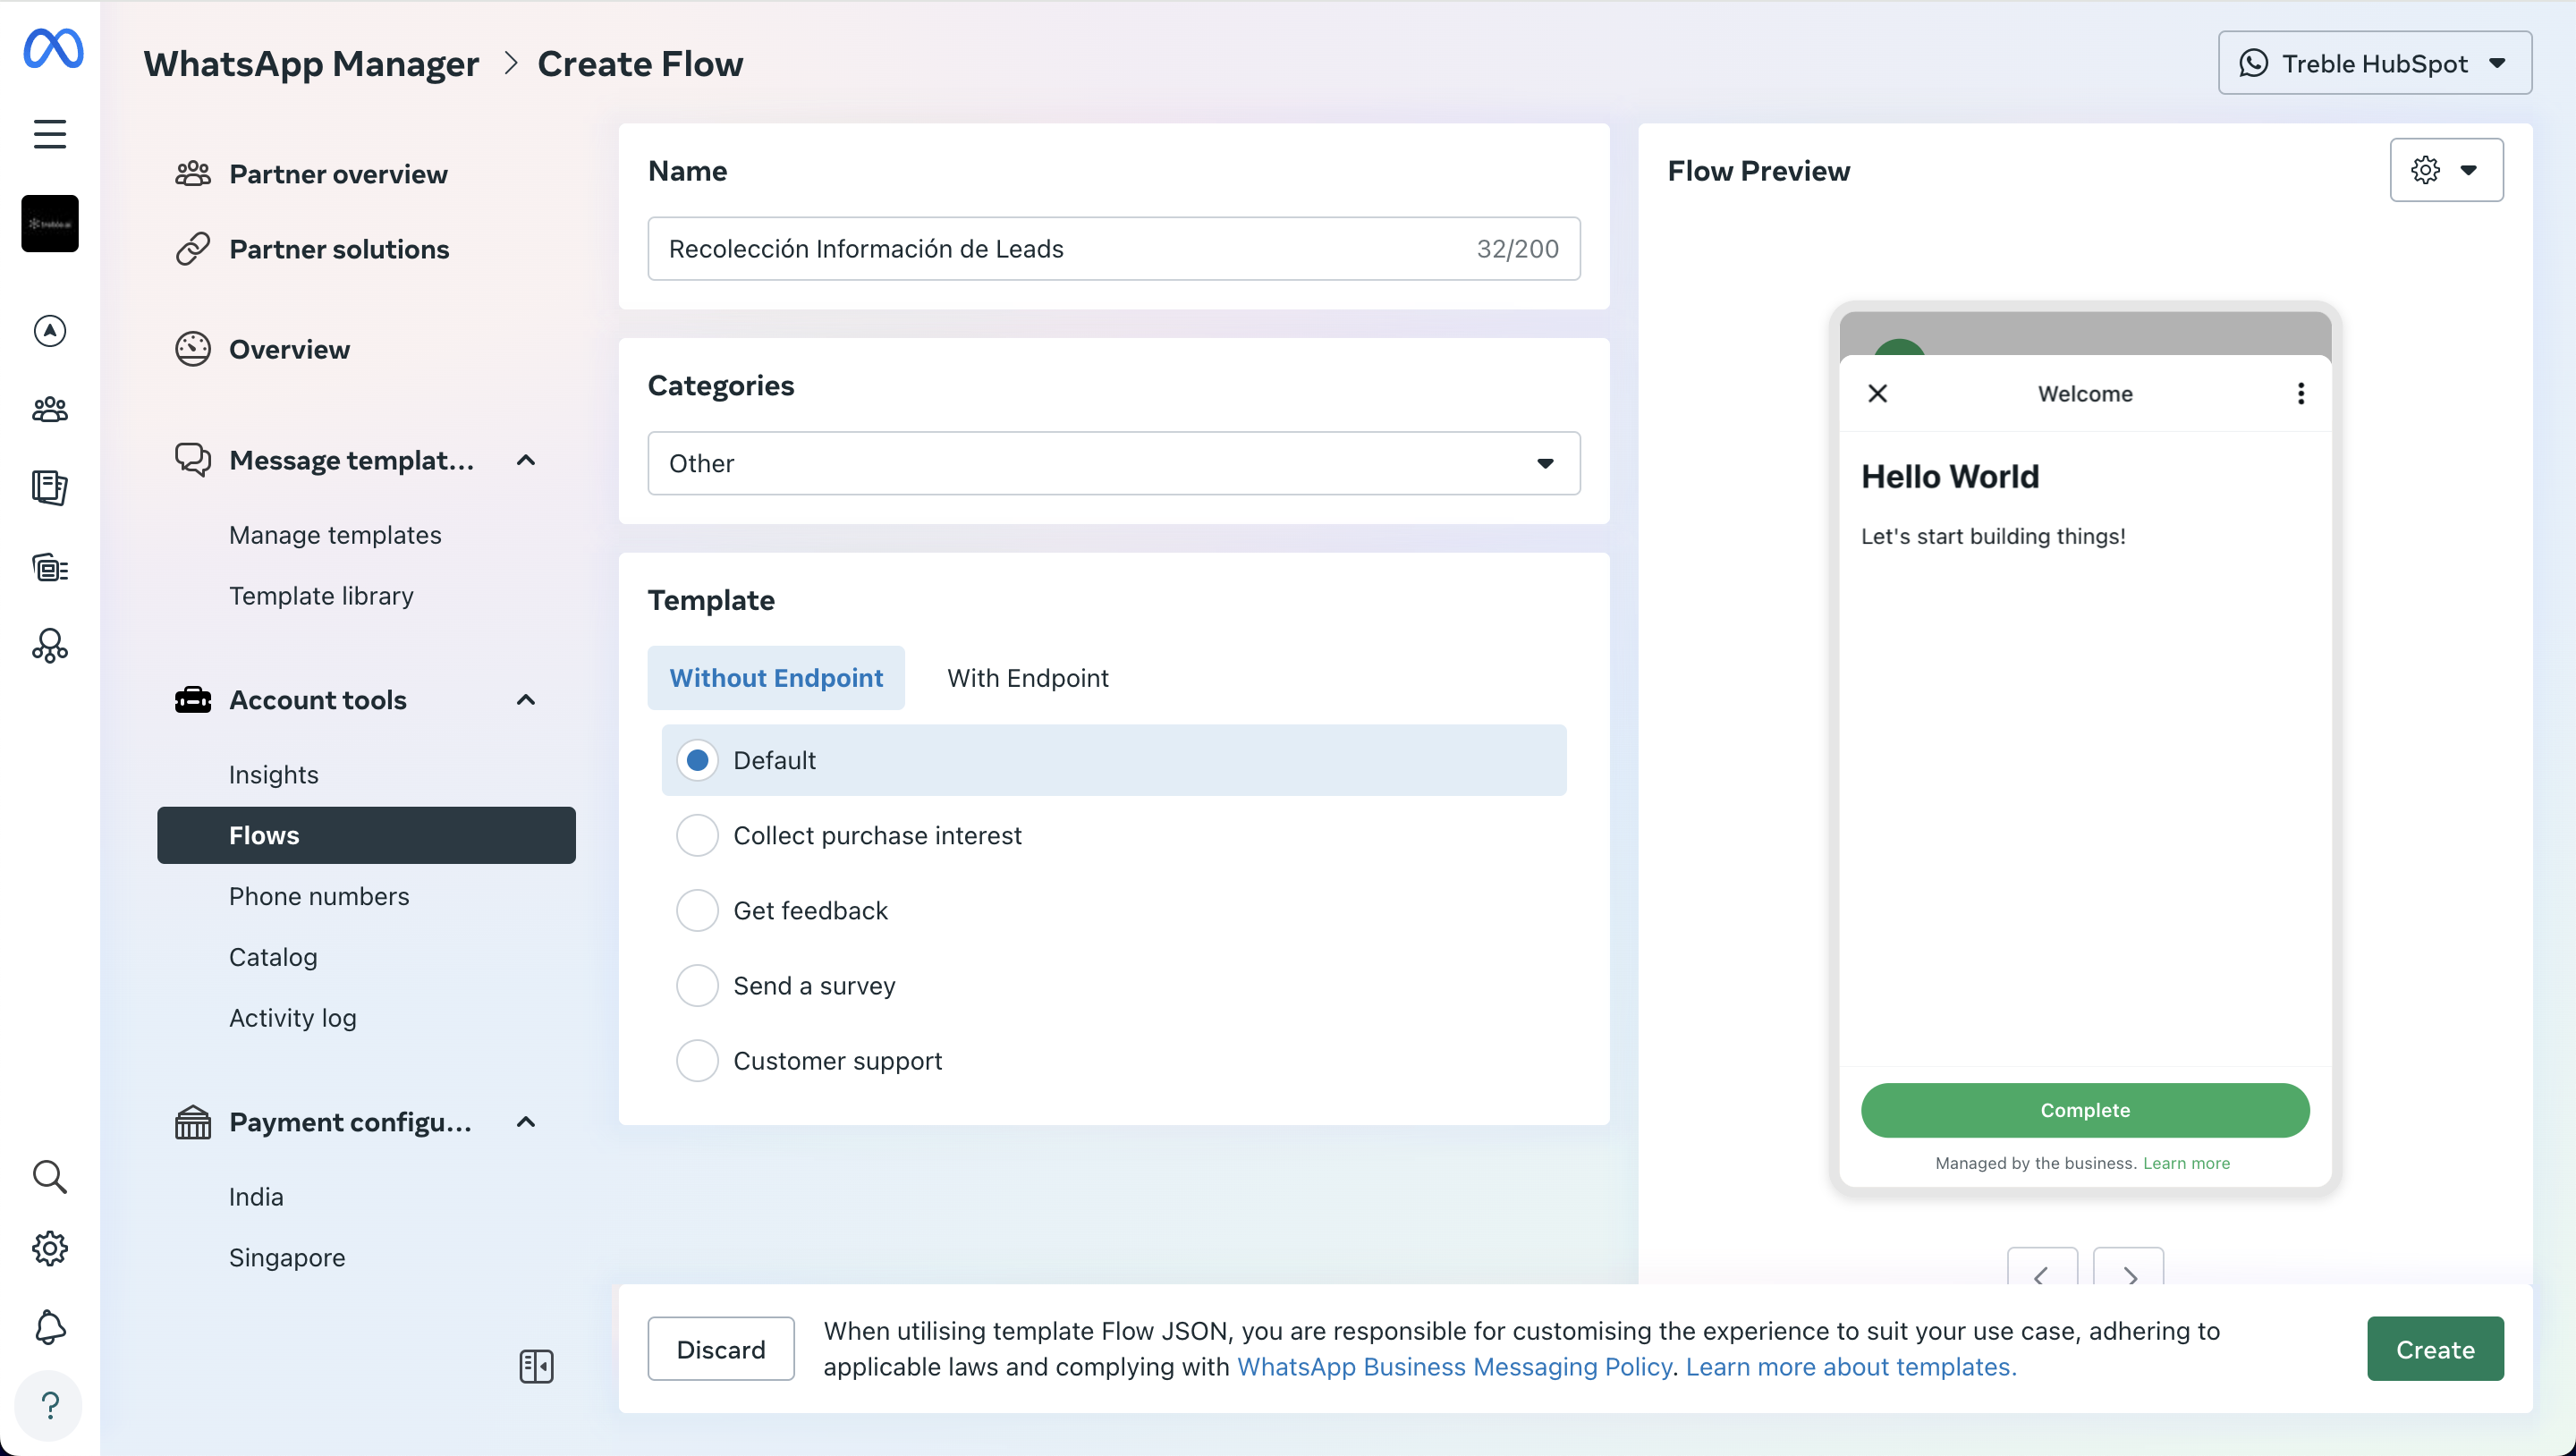 WhatsApp Manager > Create Flow
Treble HubSpot
Partner overview
Partner solutions
Overview
Message templat...
Manage templates
Template library
Account tools
Insights
Flows
Phone numbers
Catalog
Activity log
Payment configu...
India
Singapore
Name
Recolección Información de Leads
32/200
Categories
Other
Template
Without Endpoint
With Endpoint
Default
Collect purchase interest
Get feedback
Send a survey
Customer support
Flow Preview
Welcome
Hello World
Let's start building things!
Complete
Managed by the business. Learn more
Discard
When utilising template Flow JSON, you are responsible for customising the experience to suit your use case, adhering to
applicable laws and complying with WhatsApp Business Messaging Policy. Learn more about templates.
Create